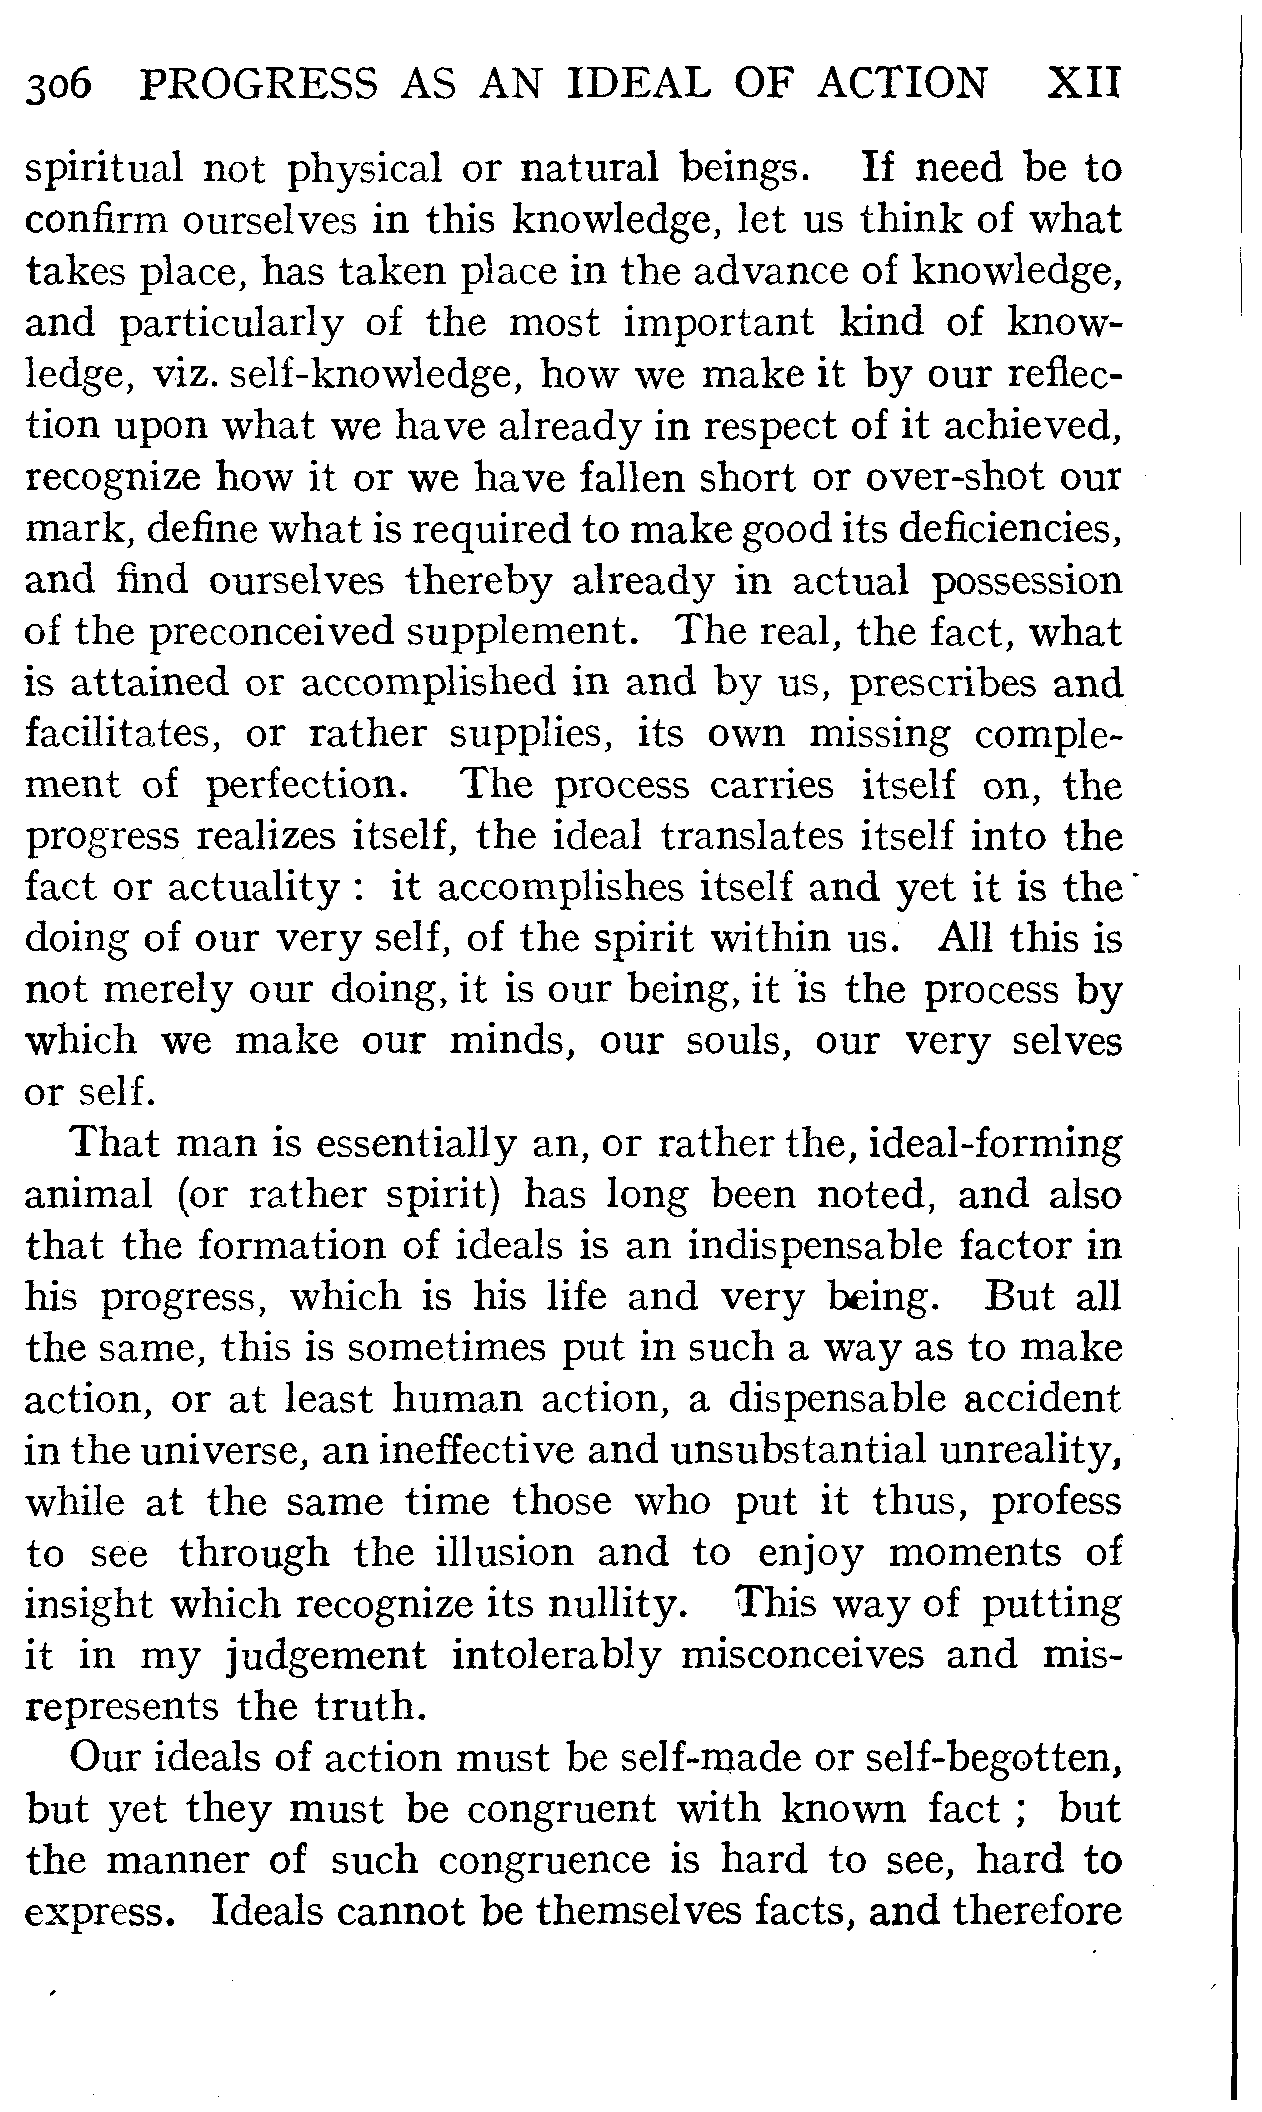 306 PROGRESS AS AN IDEAL OF ACTION XII
spiritual not physical or natural beings. If need be to
confirm ourselves in this knowledge, let us think of what
takes place, has taken place in the advance of knowledge,
and particularly of the most important kind of know-
ledge, viz. self-knowledge, how we make it by our reflec-
tion upon what we have already in respect of it achieved,
recognize how it or we have fallen short or over-shot our
mark, define what is required to make good its deficiencies,
and find ourselves thereby already in actual possession
of the preconceived supplement. The real, the fact, what
is attained or accomplished in and by us, prescribes and
facilitates, or rather supplies, its own missing comple-
ment of perfection. The process carries itself on, the
progress realizes itself, the ideal translates itself into the
fact or actuality : it accomplishes itself and yet it is the
doing of our very self, of the spirit within us. All this is
not merely our doing, it is our being, it is the process by
which we make our minds, our souls, our very selves
or self.
That man is essentially an, or rather the, ideal-forming
animal (or rather spirit) has long been noted, and also
that the formation of ideals is an indispensable factor in
his progress, which is his life and very being. But all
the same, this is sometimes put in such a way as to make
action, or at least human action, a dispensable accident
in the universe, an ineffective and unsubstantial unreality,
while at the same time those who put it thus, profess
to see through the illusion and to enjoy moments of
insight which recognize its nullity. This way of putting
it in my judgement intolerably misconceives and mis-
represents the truth.
Our ideals of action must be self-made or self-begotten,
but yet they must be congruent with known fact ; but
the manner of such congruence is hard to see, hard to
express. Ideals cannot be themselves facts, and therefore